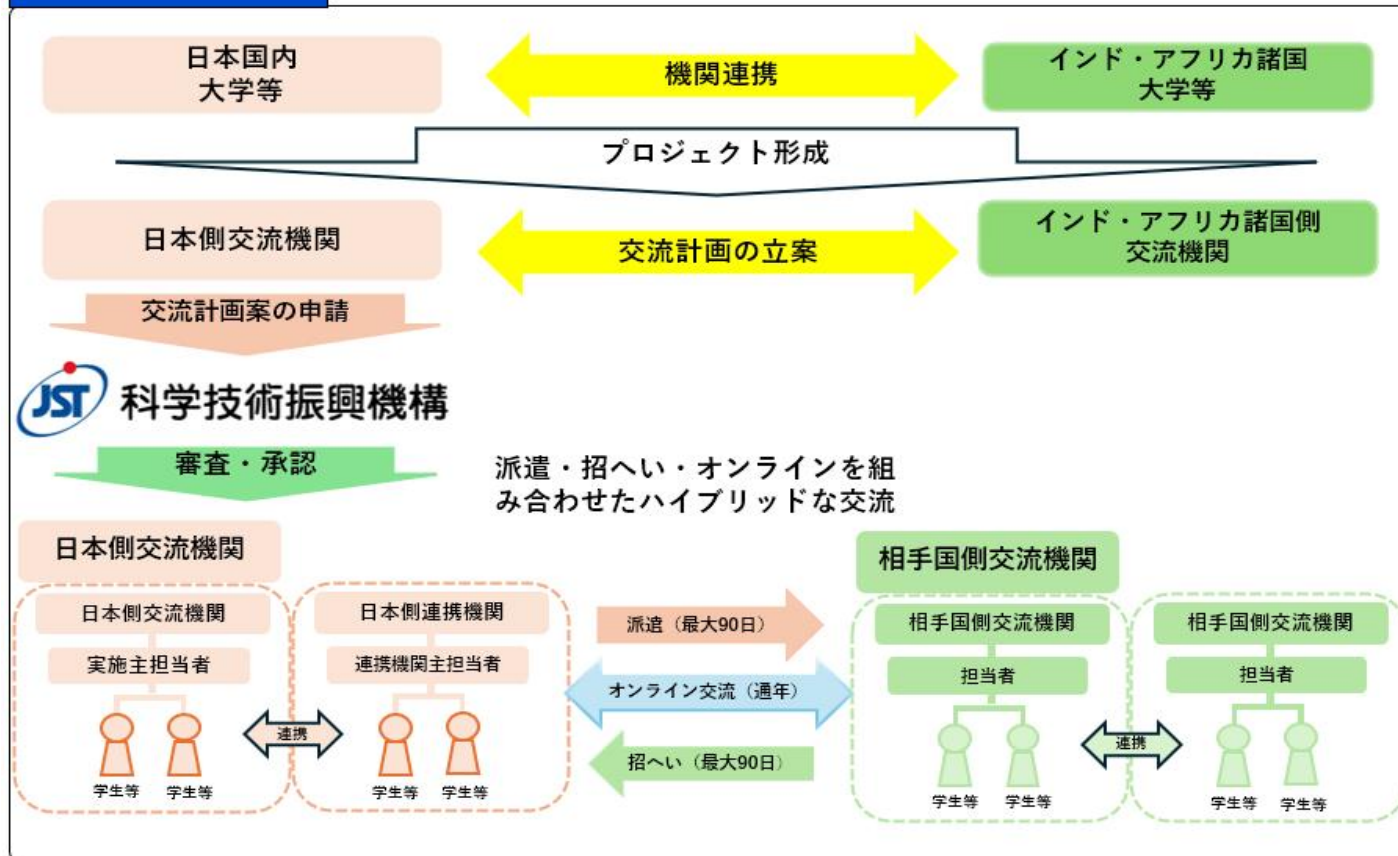 日本国内
大学等
機関連携
インド・アフリカ諸国
大学等
プロジェクト形成
日本側交流機関
交流計画の立案
インド・アフリカ諸国側
交流機関
交流計画案の申請
JST 科学技術振興機構
審査・承認
派遣・招へい・オンラインを組
み合わせたハイブリッドな交流
日本側交流機関
相手国側交流機関
日本側交流機関
日本側連携機関
派遣（最大90日）
相手国側交流機関
相手国側交流機関
実施主担当者
連携機関主担当者
オンライン交流（通年）
担当者
担当者
連携
招へい（最大90日）
連携
学生等
学生等
学生等
学生等
学生等
学生等
学生等
学生等